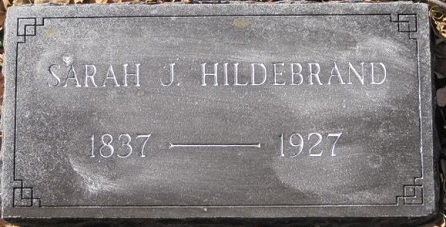 SARAH J. HILDEBRAND
1837 — 1927